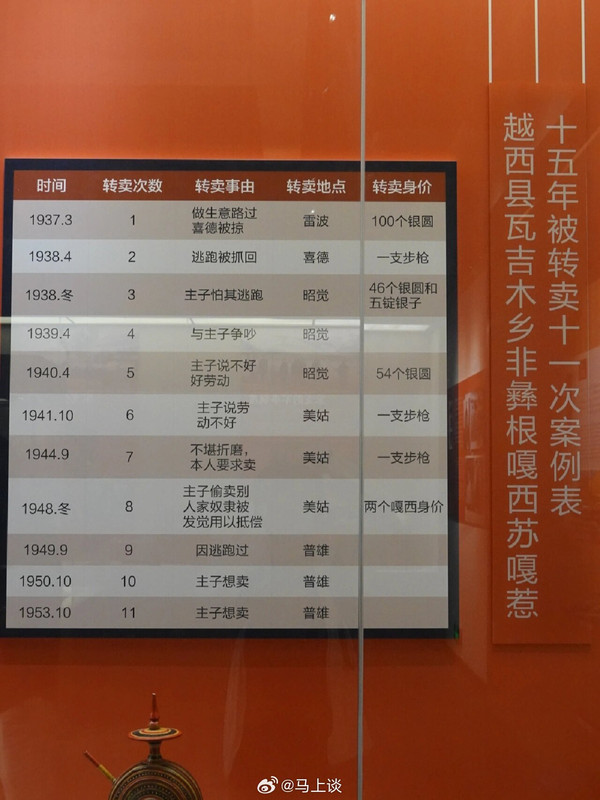 十五年被转卖十一次案例表
越西县瓦吉木乡非彝根嘎西苏嘎惹
时间 转卖次数 转卖事由 转卖地点 转卖身价
1937.3 1 做生意路过 雷波 100个银圆
喜德被掠
1938.4 2 逃跑被抓回 喜德 一支步枪
1938.冬 3 主子怕其逃跑 昭觉 46个银圆和
五锭银子
1939.4 4 与主子争吵 昭觉
1940.4 5 主子说不好 昭觉 54个银圆
好劳动
1941.10 6 主子说劳 美姑 一支步枪
动不好
1944.9 7 不堪折磨， 美姑 一支步枪
本人要求卖
1948.冬 8 主子偷卖别 美姑 两个嘎西身价
人家奴隶被
发觉用以抵偿
1949.9 9 因逃跑过 普雄
1950.10 10 主子想卖 普雄
1953.10 11 主子想卖 普雄
@马上谈